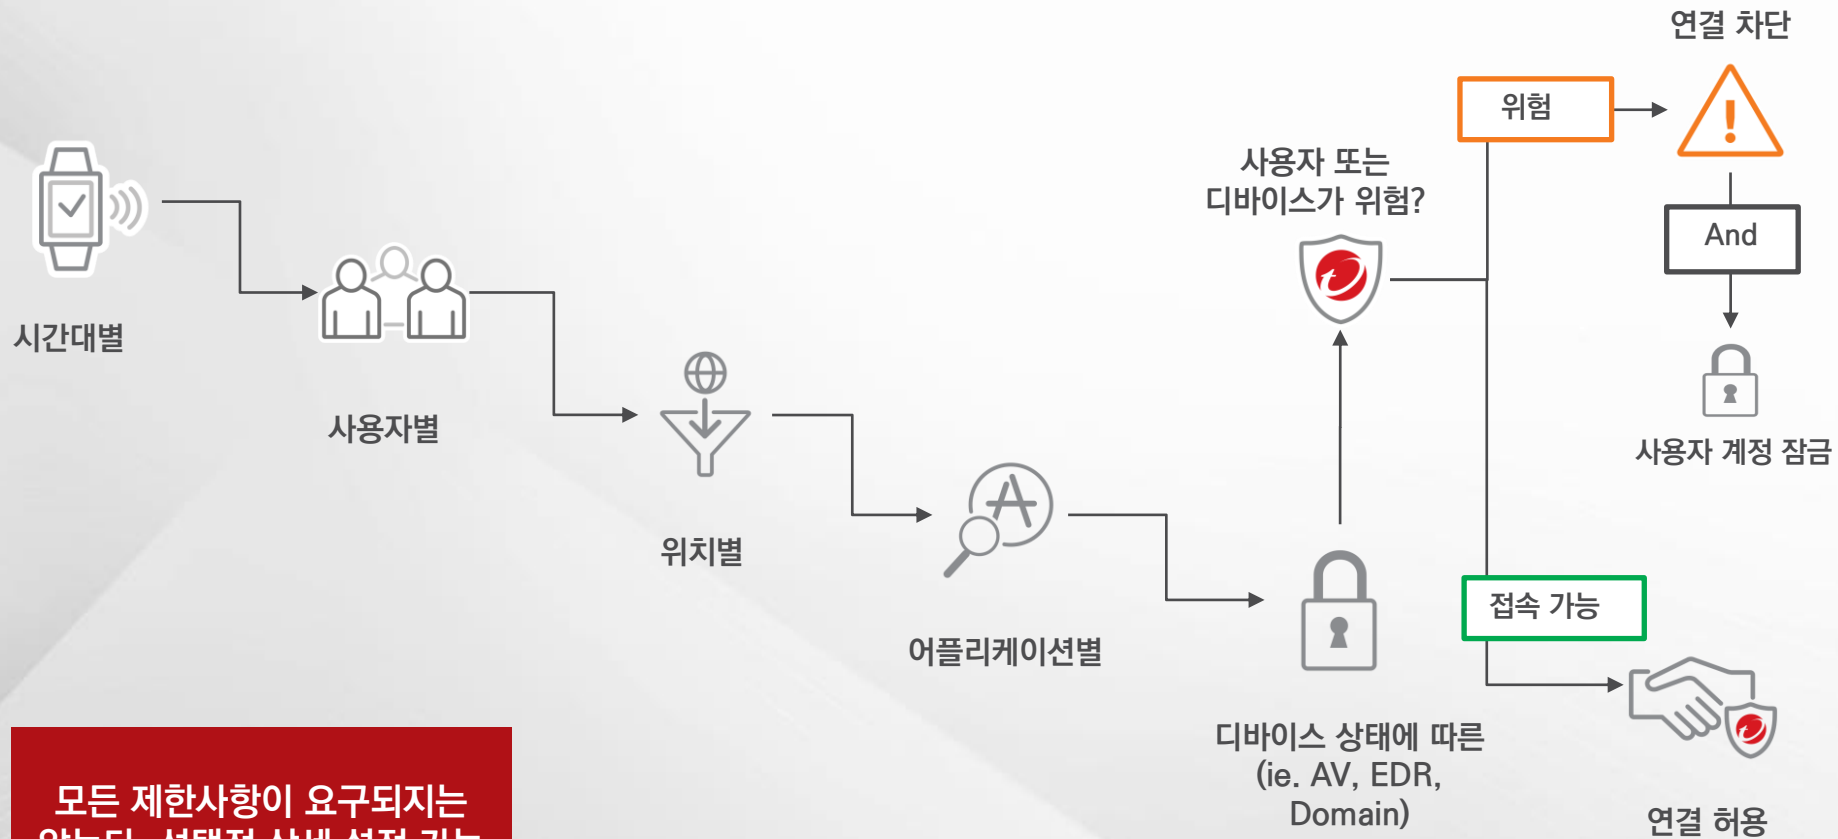 시간대별
사용자별
위치별
어플리케이션별
디바이스 상태에 따른
(ie. AV, EDR,
Domain)
사용자 또는
디바이스가 위험?
위험
연결 차단
And
사용자 계정 잠금
접속 가능
연결 허용
모든 제한사항이 요구되지는